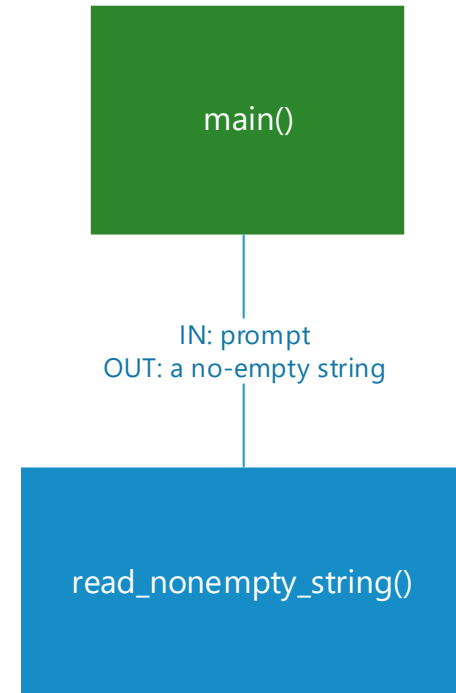 main()
IN: prompt
OUT: a no-empty string
read_nonempty_string()